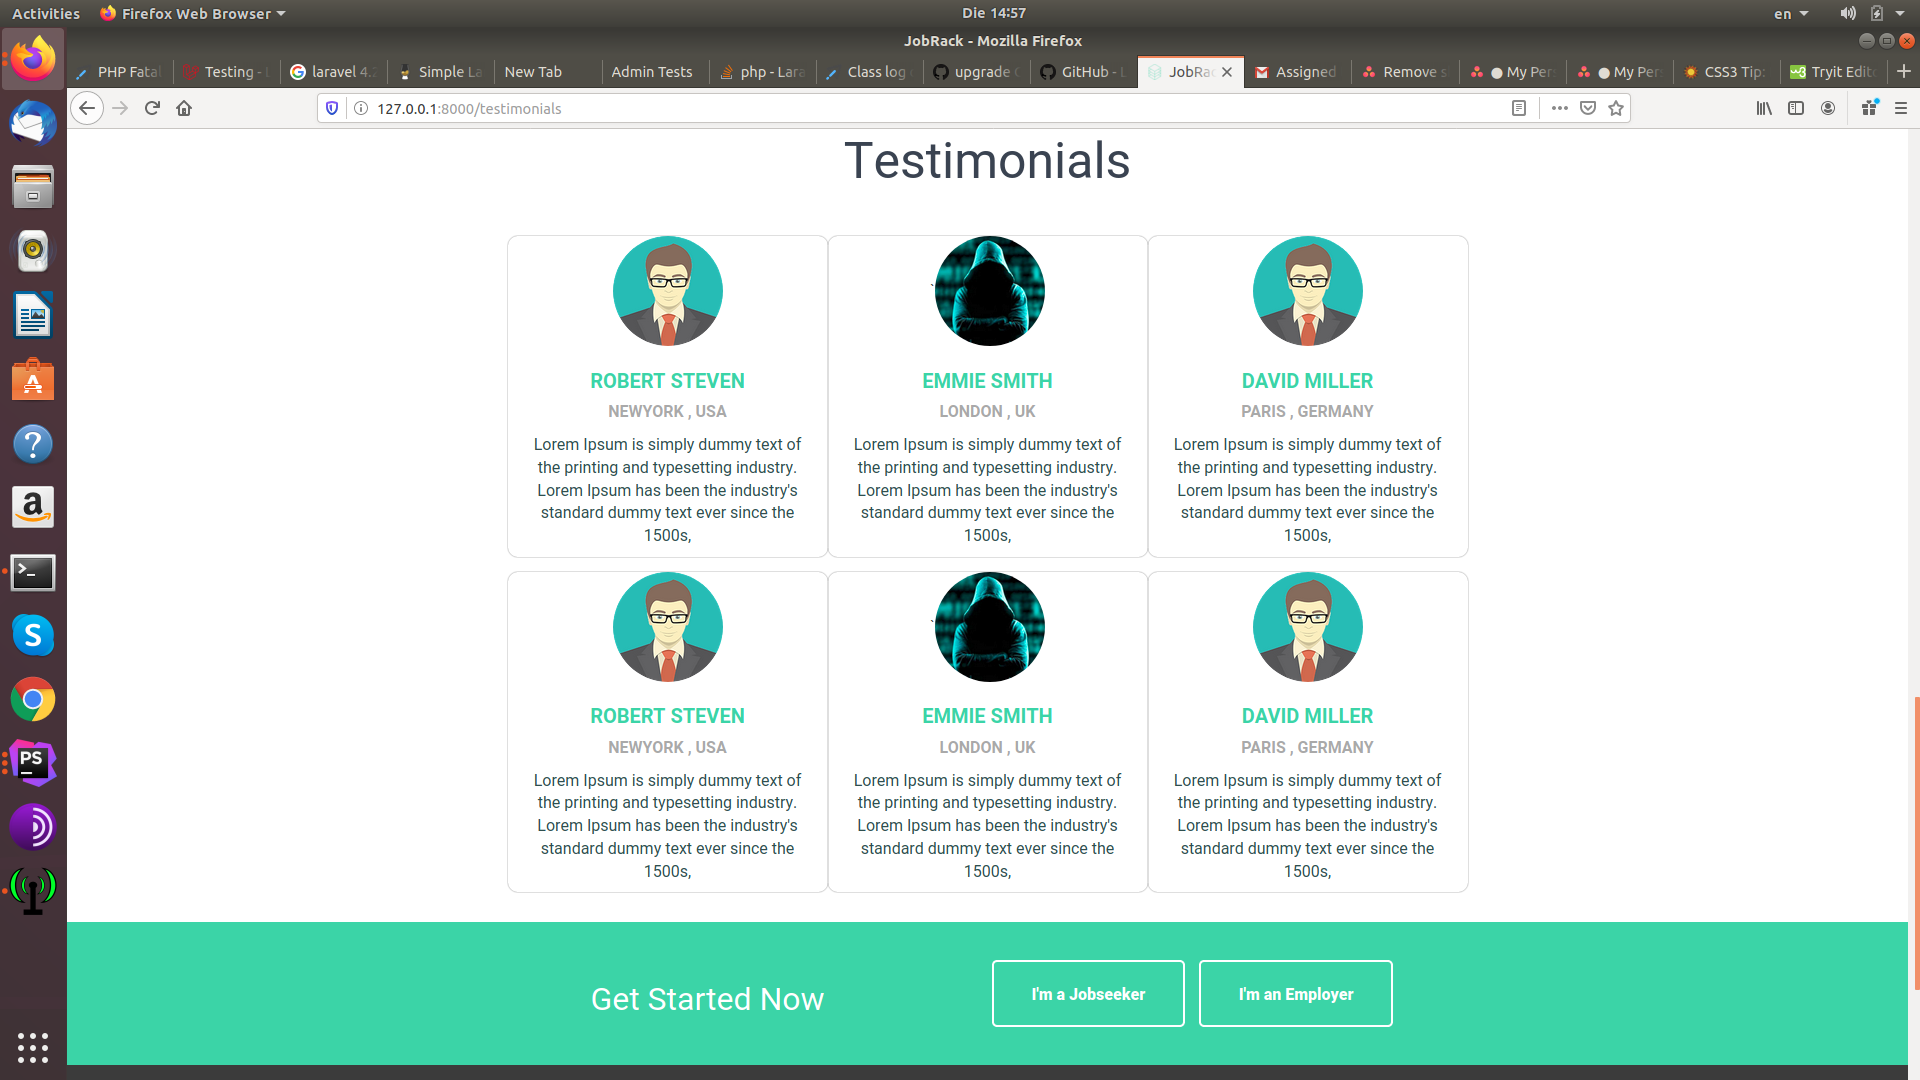 Activities Firefox Web Browser Die 14:57 en
JobRack - Mozilla Firefox
PHP Fatal Testing - L laravel 4.2 Simple La New Tab Admin Tests php - Lara Class log upgrade GitHub - L JobRac Assigned Remove s ● My Pers ● My Pers CSS3 Tips Tryit Edito
127.0.0.1:8000/testimonials
Testimonials
ROBERT STEVEN
NEWYORK , USA
Lorem Ipsum is simply dummy text of
the printing and typesetting industry.
Lorem Ipsum has been the industry's
standard dummy text ever since the
1500s,
`
EMMIE SMITH
LONDON , UK
Lorem Ipsum is simply dummy text of
the printing and typesetting industry.
Lorem Ipsum has been the industry's
standard dummy text ever since the
1500s,
DAVID MILLER
PARIS , GERMANY
Lorem Ipsum is simply dummy text of
the printing and typesetting industry.
Lorem Ipsum has been the industry's
standard dummy text ever since the
1500s,
ROBERT STEVEN
NEWYORK , USA
Lorem Ipsum is simply dummy text of
the printing and typesetting industry.
Lorem Ipsum has been the industry's
standard dummy text ever since the
1500s,
`
EMMIE SMITH
LONDON , UK
Lorem Ipsum is simply dummy text of
the printing and typesetting industry.
Lorem Ipsum has been the industry's
standard dummy text ever since the
1500s,
DAVID MILLER
PARIS , GERMANY
Lorem Ipsum is simply dummy text of
the printing and typesetting industry.
Lorem Ipsum has been the industry's
standard dummy text ever since the
1500s,
Get Started Now
I'm a Jobseeker
I'm an Employer